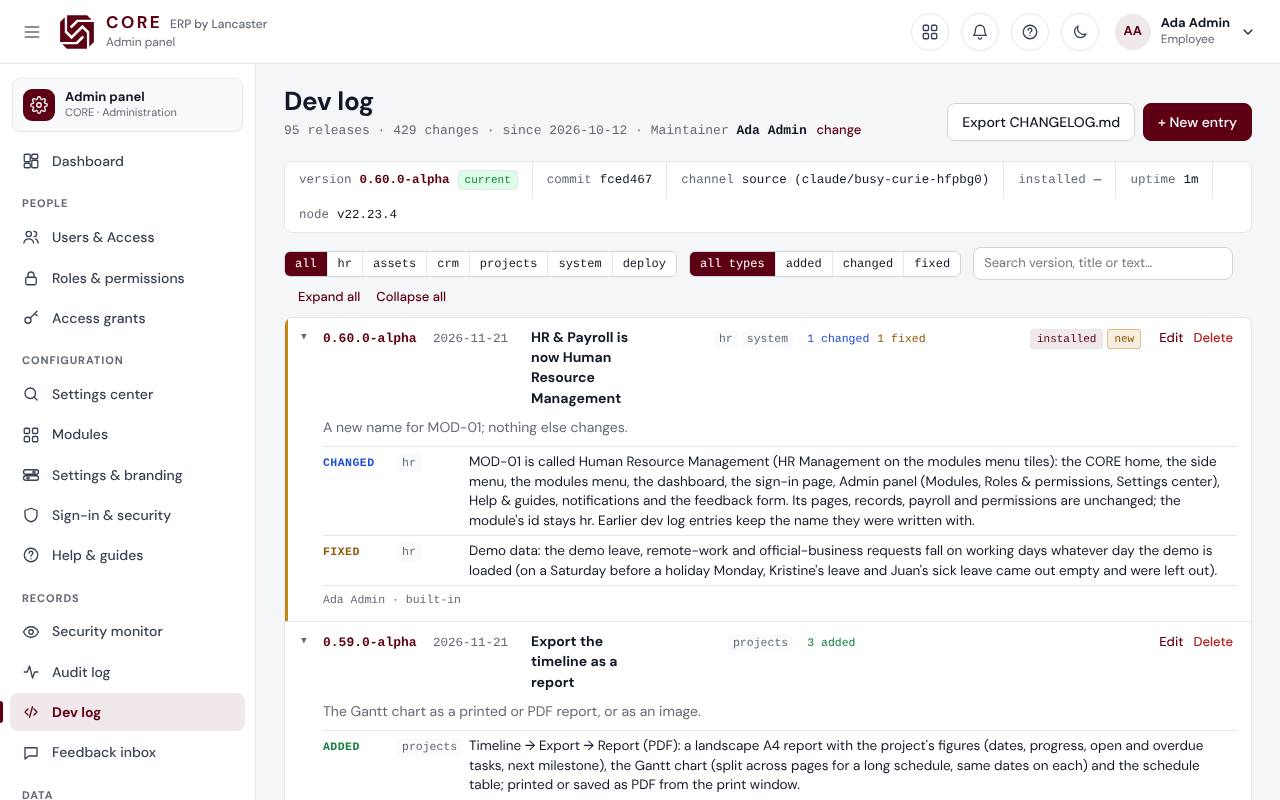 CORE ERP by Lancaster
Admin panel
AA
Ada Admin
Employee
Admin panel
CORE · Administration
Dashboard
PEOPLE
Users & Access
Roles & permissions
Access grants
CONFIGURATION
Settings center
Modules
Settings & branding
Sign-in & security
Help & guides
RECORDS
Security monitor
Audit log
Dev log
Feedback inbox
DATA
Dev log
95 releases · 429 changes · since 2026-10-12 · Maintainer Ada Admin change
Export CHANGELOG.md
+ New entry
version 0.60.0-alpha current
commit fced467
channel source (claude/busy-curie-hfpbg0)
installed —
uptime 1m
node v22.23.4
all hr assets crm projects system deploy
all types added changed fixed
Search version, title or text…
Expand all Collapse all
▾ 0.60.0-alpha 2026-11-21 HR & Payroll is
now Human
Resource
Management
hr system 1 changed 1 fixed installed new Edit Delete
A new name for MOD-01; nothing else changes.
CHANGED hr MOD-01 is called Human Resource Management (HR Management on the modules menu tiles): the CORE home, the side
menu, the modules menu, the dashboard, the sign-in page, Admin panel (Modules, Roles & permissions, Settings center),
Help & guides, notifications and the feedback form. Its pages, records, payroll and permissions are unchanged; the
module's id stays hr. Earlier dev log entries keep the name they were written with.
FIXED hr Demo data: the demo leave, remote-work and official-business requests fall on working days whatever day the demo is
loaded (on a Saturday before a holiday Monday, Kristine's leave and Juan's sick leave came out empty and were left out).
Ada Admin · built-in
▾ 0.59.0-alpha 2026-11-21 Export the
timeline as a
report
projects 3 added Edit Delete
The Gantt chart as a printed or PDF report, or as an image.
ADDED projects Timeline → Export → Report (PDF): a landscape A4 report with the project's figures (dates, progress, open and overdue
tasks, next milestone), the Gantt chart (split across pages for a long schedule, same dates on each) and the schedule
table; printed or saved as PDF from the print window.